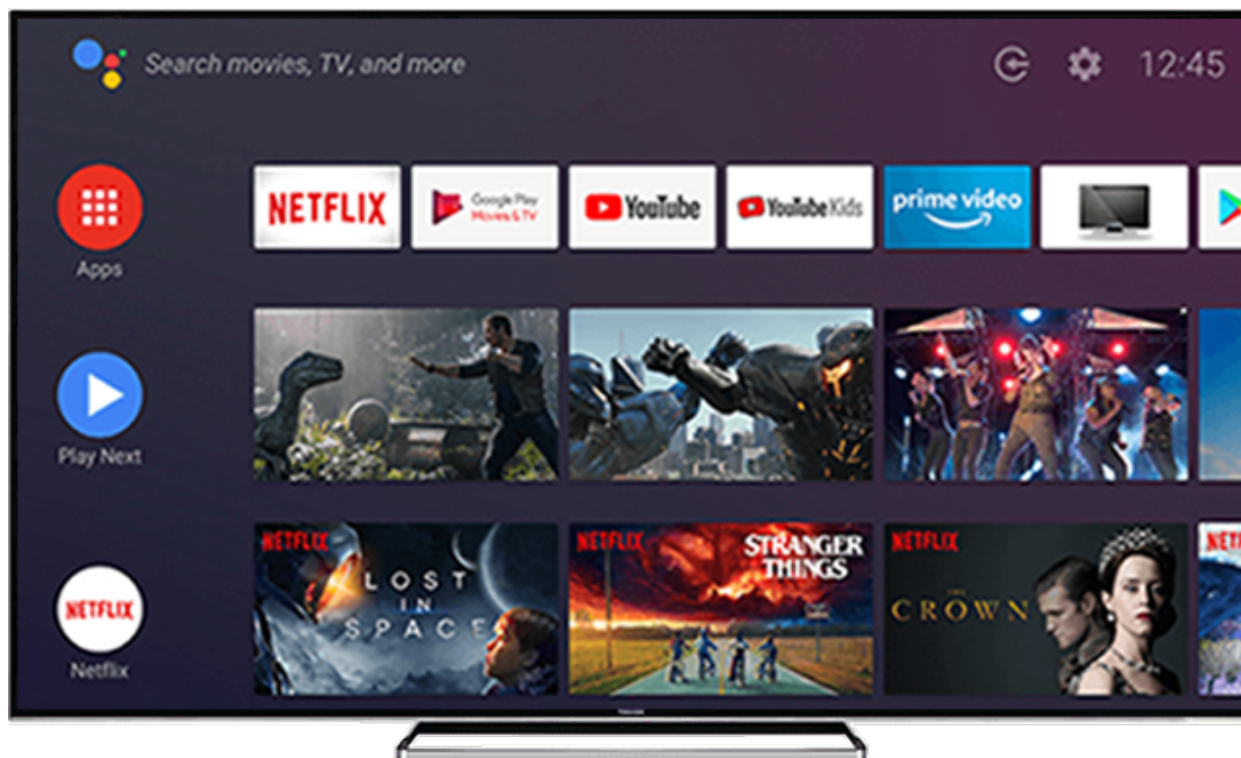 Search movies, TV, and more
12:45
NETFLIX
Google Play
Movies & TV
YouTube
YouTube Kids
prime video
Apps
Play Next
NETFLIX
LOST
IN
SPACE
NETFLIX
STRANGER
THINGS
NETFLIX
THE
CROWN
NETFLIX
Netflix
TOSHIBA